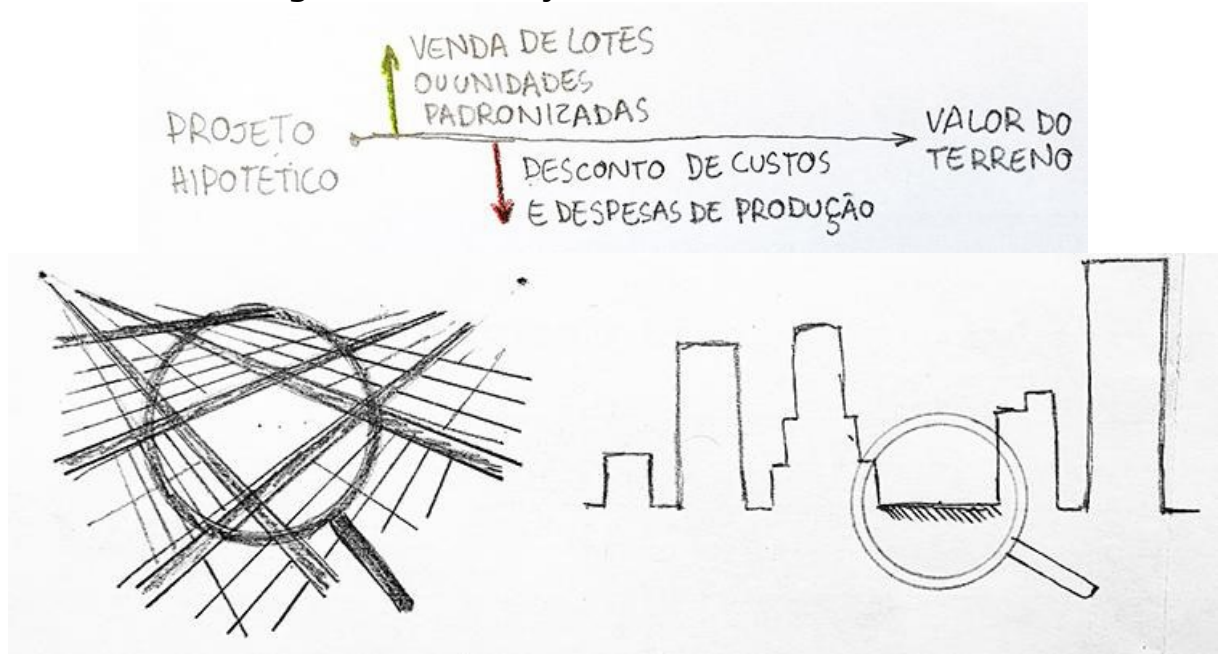 VENDA DE LOTES
OU UNIDADES
PADRONIZADAS
PROJETO
HIPOTÉTICO
VALOR DO
TERRENO
DESCONTO DE CUSTOS
E DESPESAS DE PRODUÇÃO